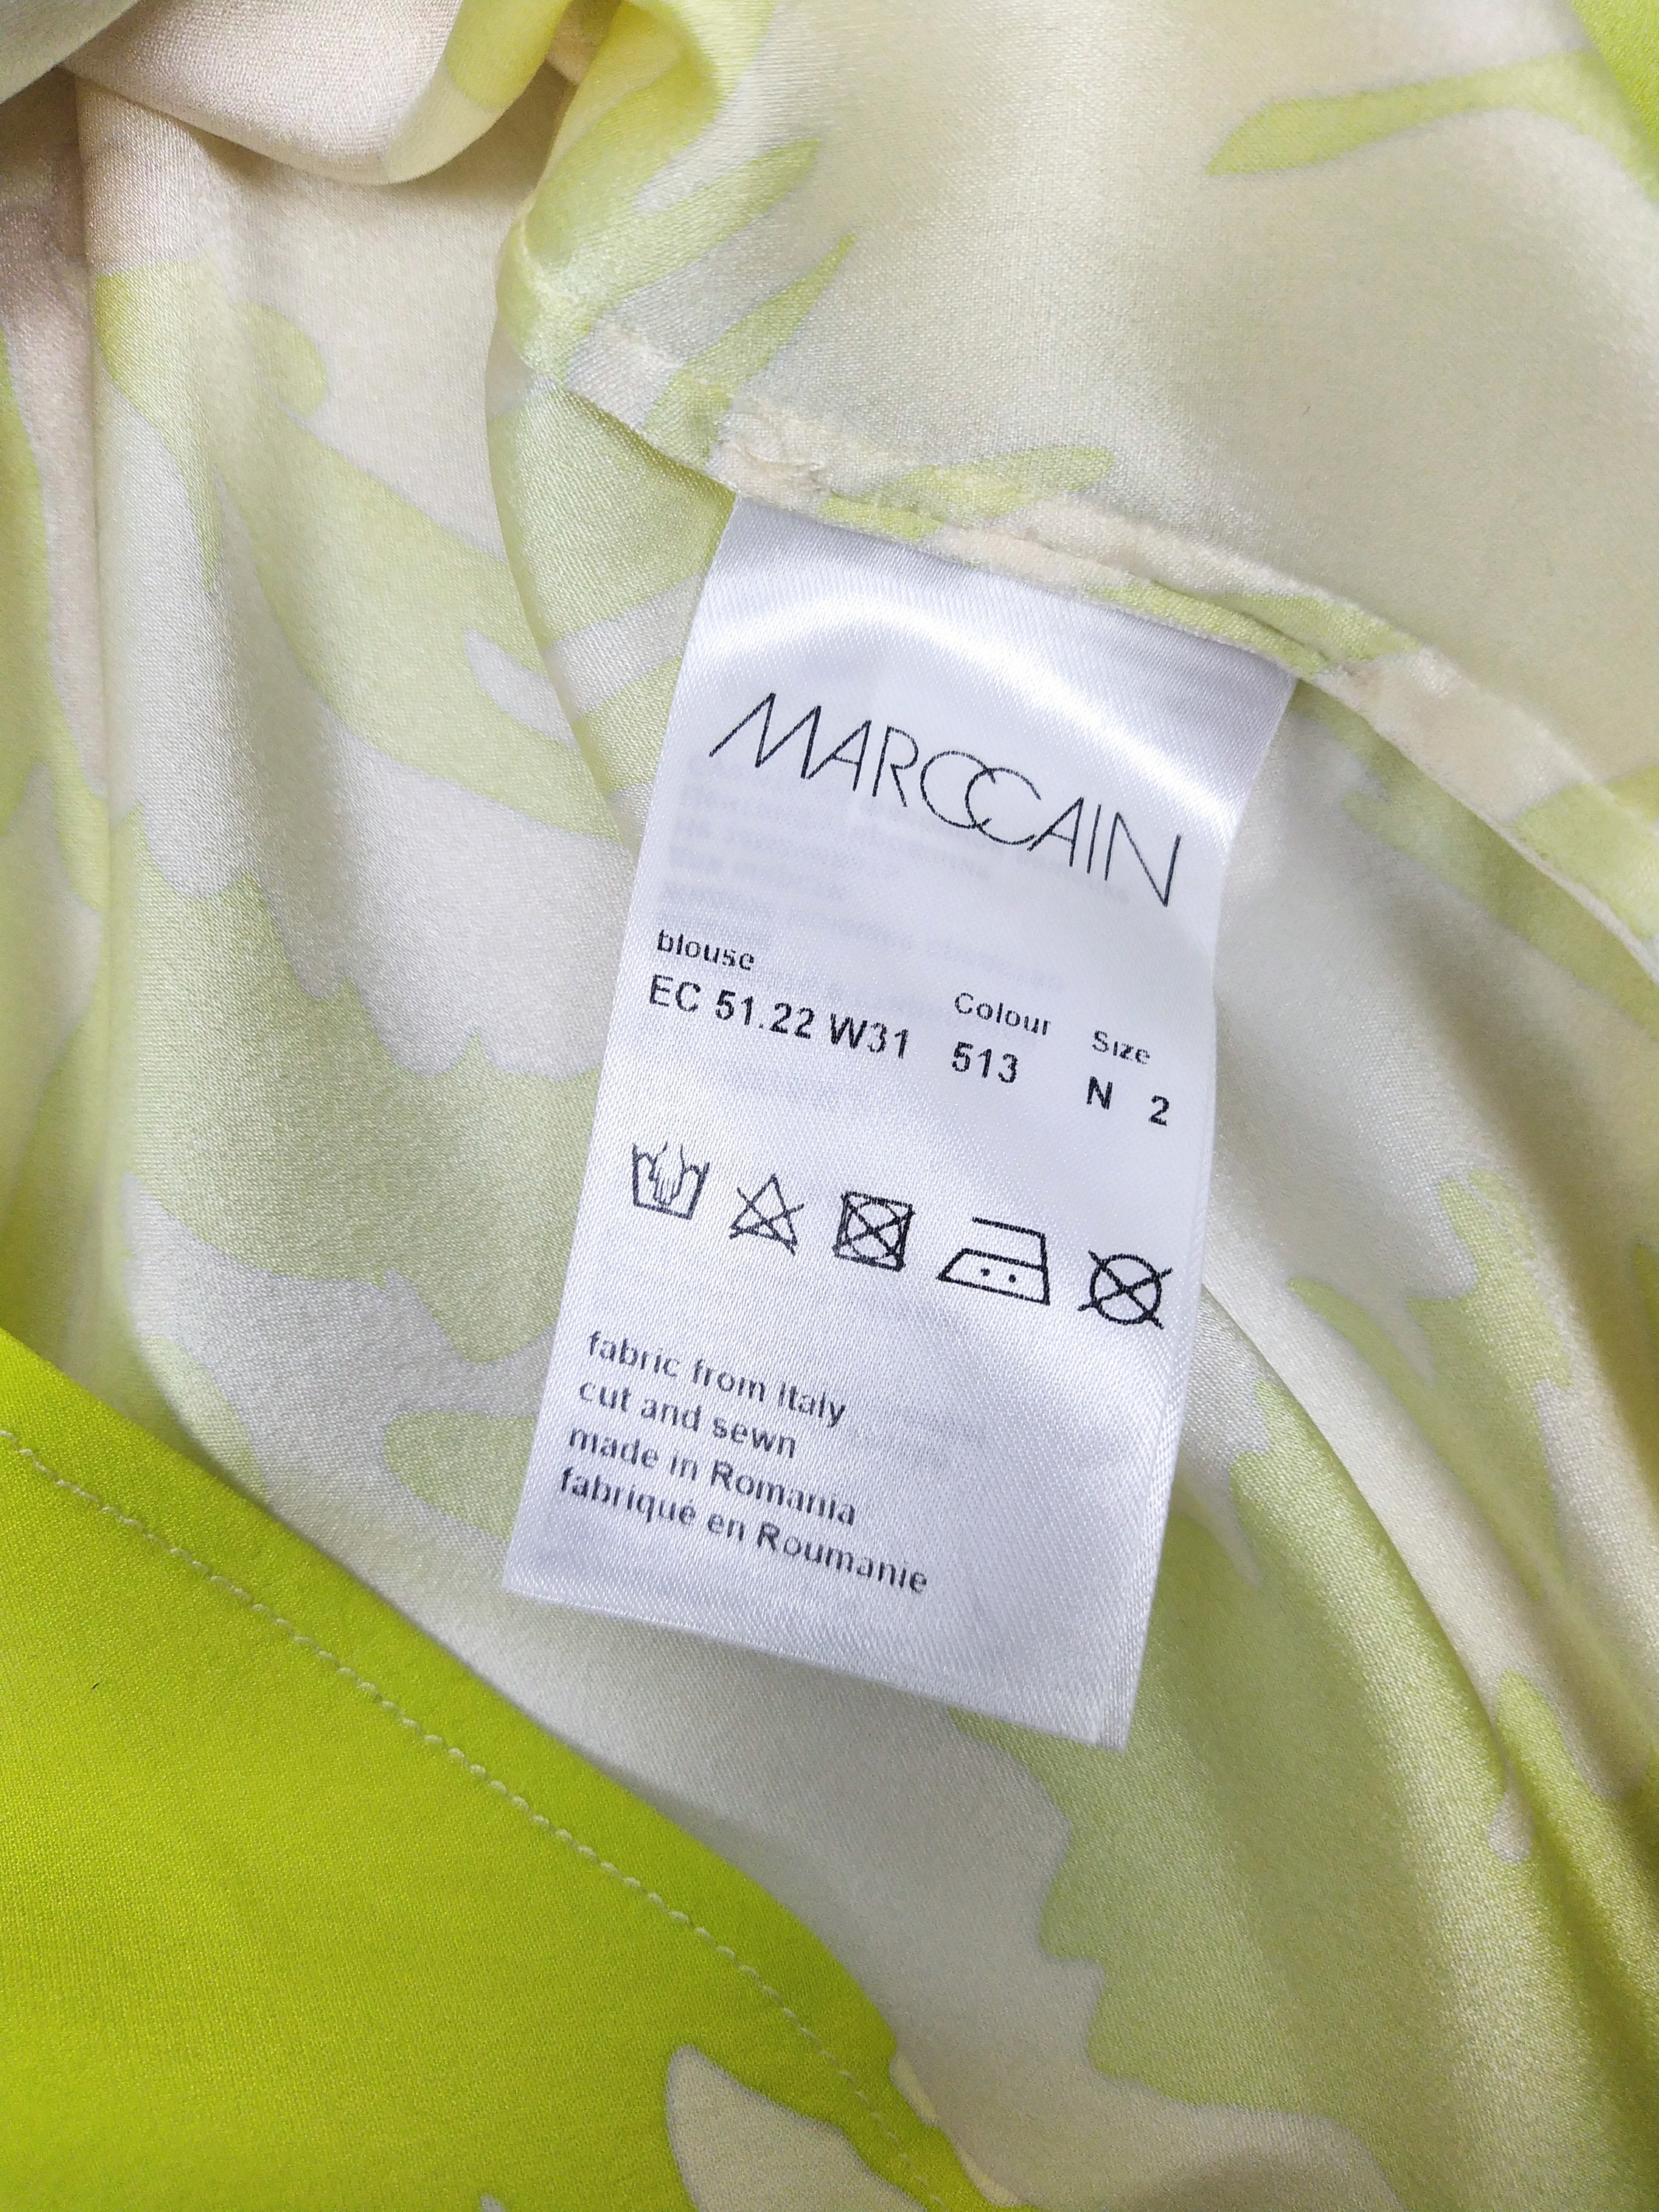 MARCCAIN
blouse Colour Size
EC 51.22 W31 513 N 2
fabric from Italy
cut and sewn
made in Romania
fabriqué en Roumanie